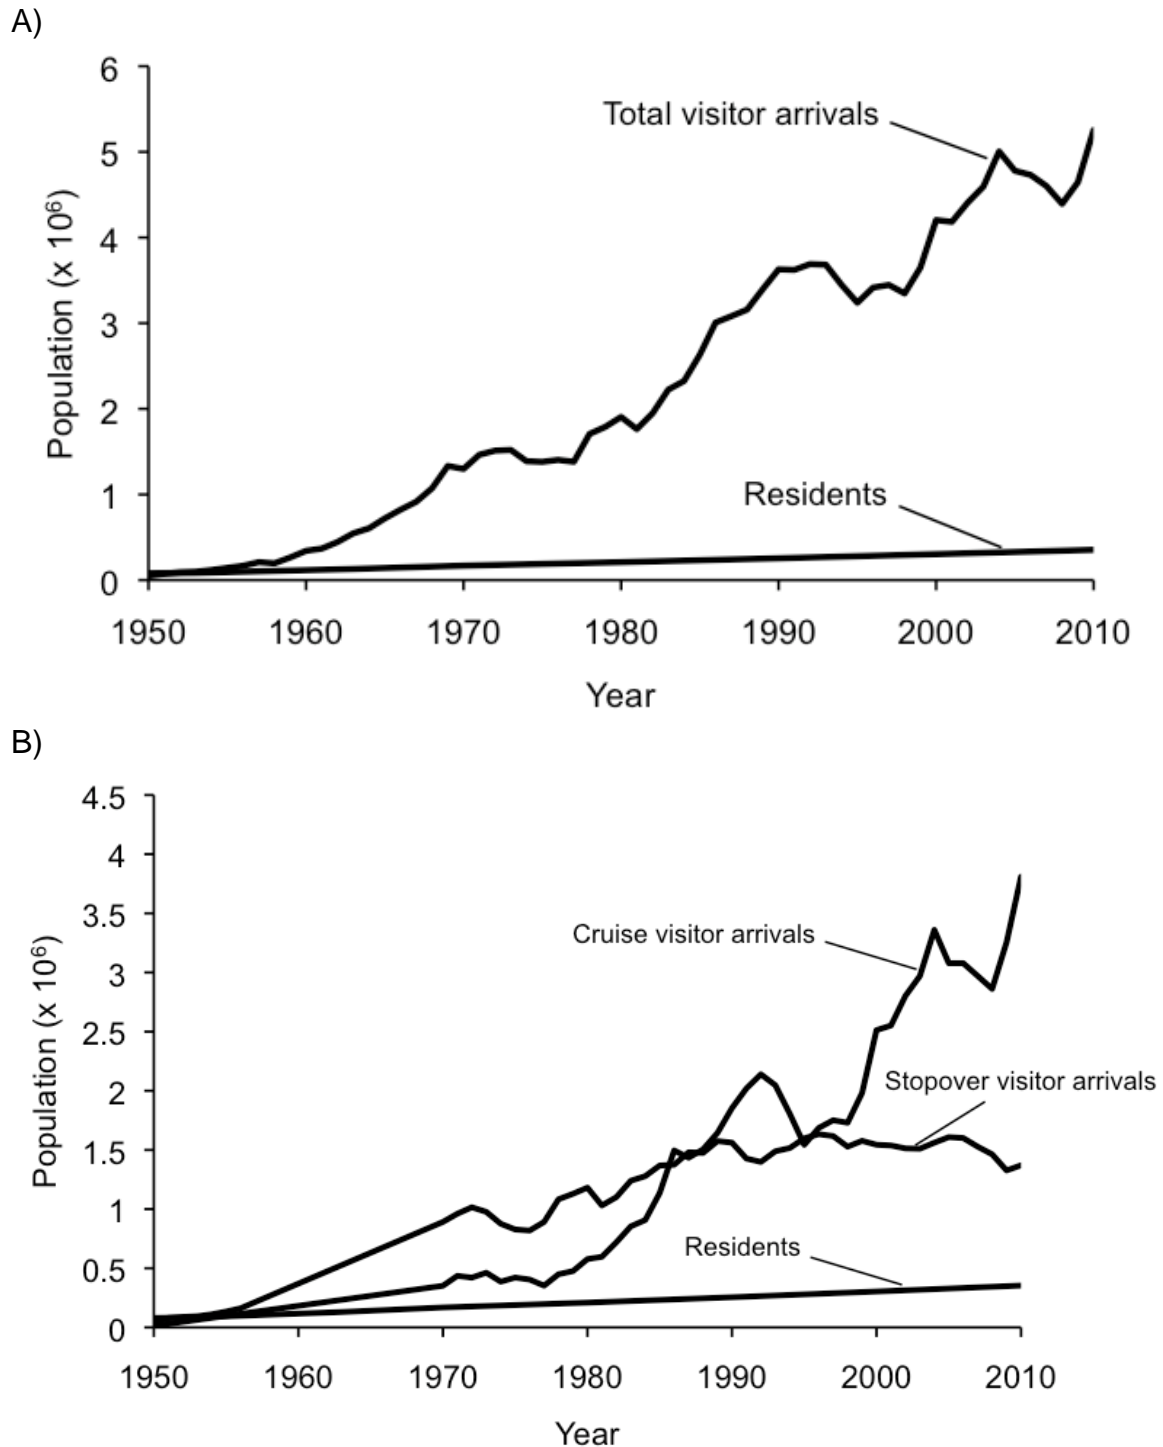 A)
6
Total visitor arrivals
5
4
Population (x 10⁶)
3
2
Residents
1
0
1950 1960 1970 1980 1990 2000 2010
Year
B)
4.5
4
Cruise visitor arrivals
3.5
3
Population (x 10⁶)
2.5
Stopover visitor arrivals
2
1.5
1
Residents
0.5
0
1950 1960 1970 1980 1990 2000 2010
Year